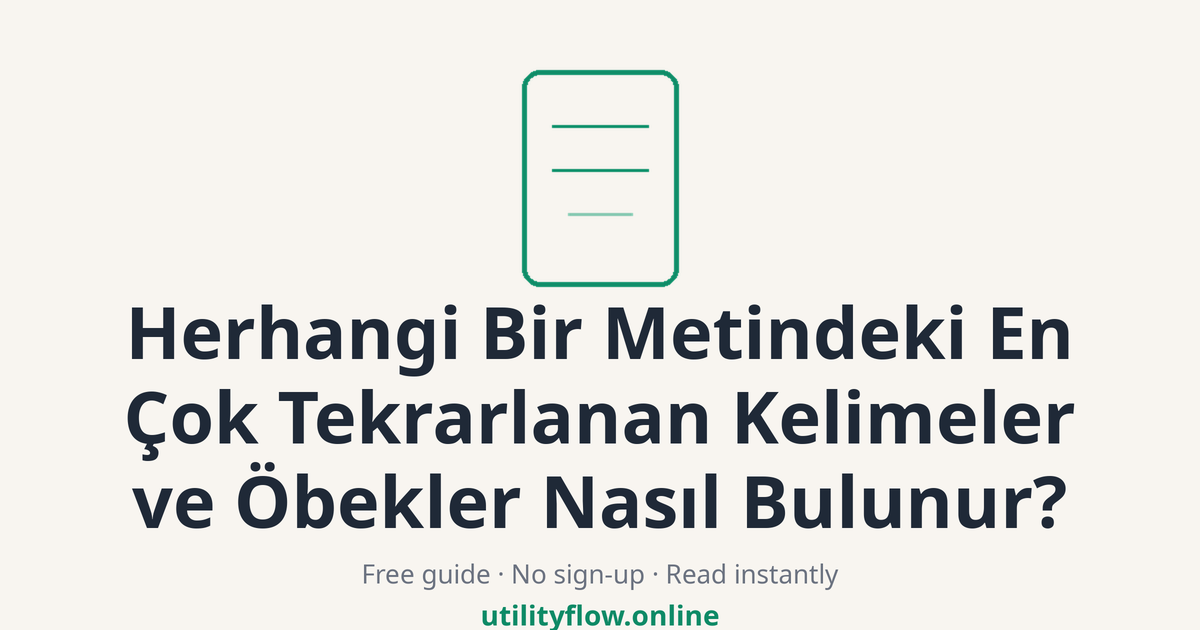 Herhangi Bir Metindeki En
Çok Tekrarlanan Kelimeler
ve Öbekler Nasıl Bulunur?
Free guide · No sign-up · Read instantly
utilityflow.online